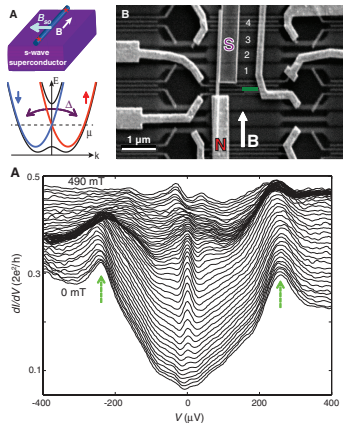 A
B_so
B
s-wave
superconductor
E
Δ
μ
k
B
S
4
3
2
1
1 μm
B
N
A
0.5
490 mT
dI/dV (2e²/h)
0.3
0 mT
0.1
-400
-200
0
200
400
V (μV)